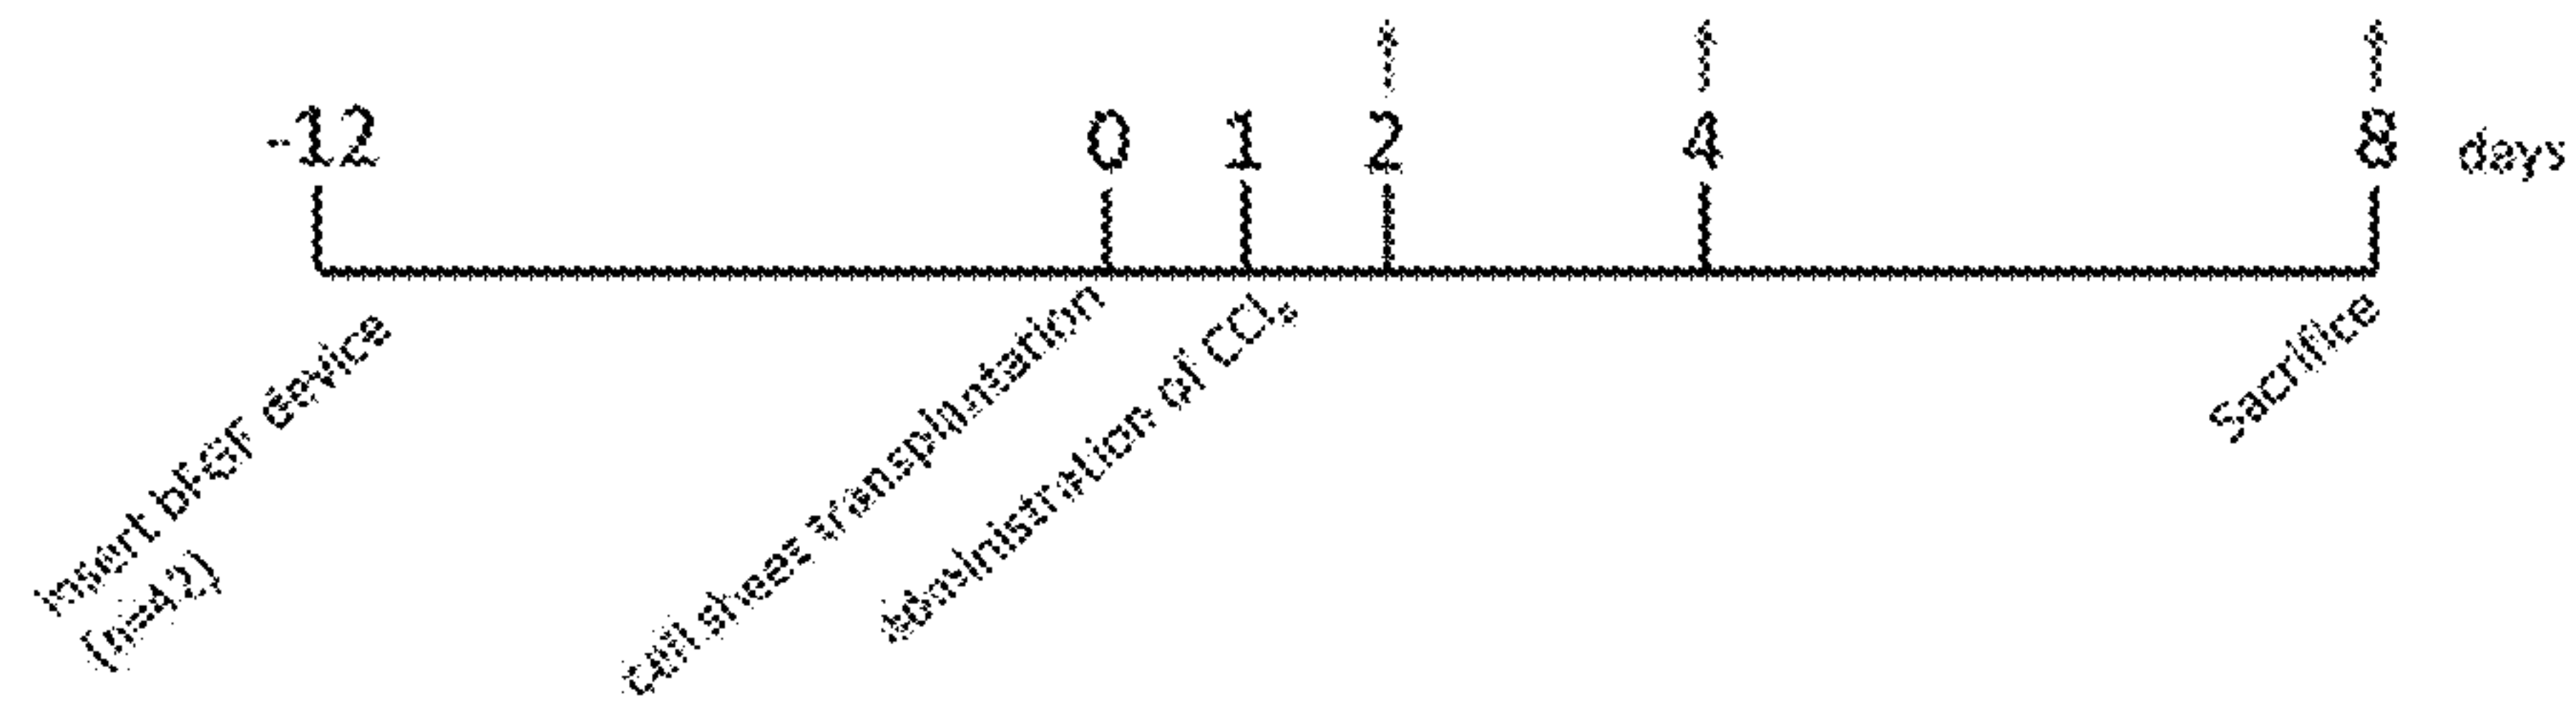 -12 0 1 2 4 8 days
insert bFGF device
(n=42)
cell sheet transplantation
Administration of CCl₄
Sacrifice